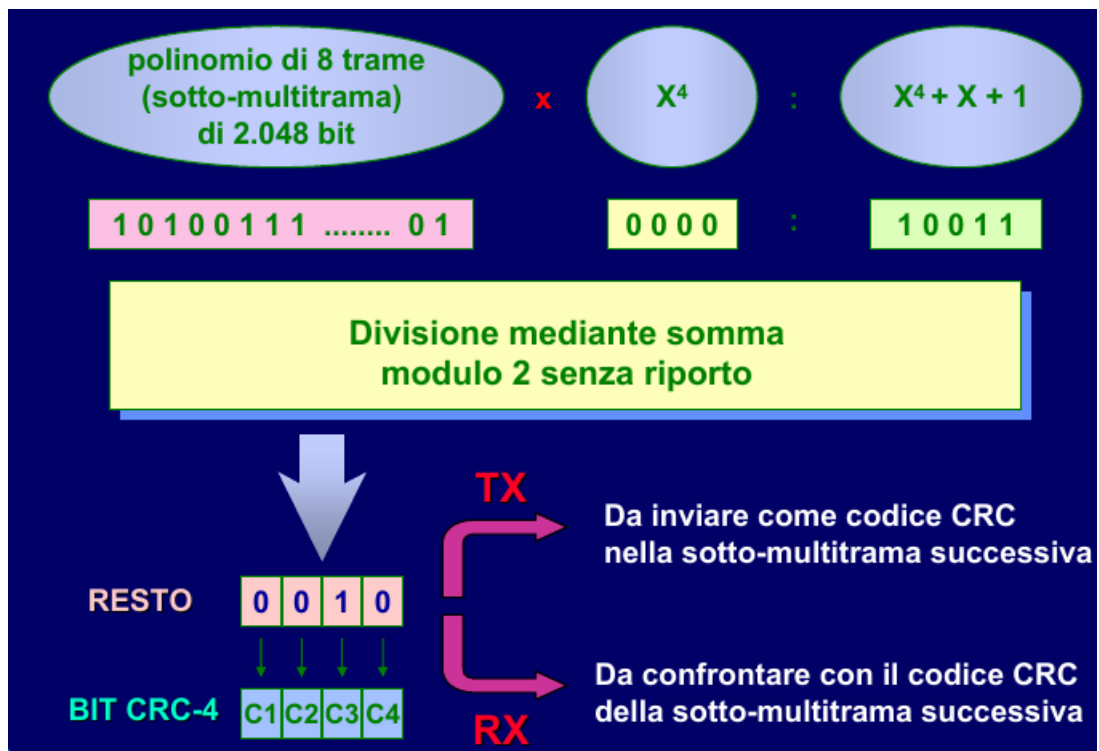 polinomio di 8 trame
(sotto-multitrama)
di 2.048 bit
x
X⁴
:
X⁴ + X + 1
1 0 1 0 0 1 1 1 ........ 0 1
0 0 0 0
:
1 0 0 1 1
Divisione mediante somma
modulo 2 senza riporto
TX
Da inviare come codice CRC
nella sotto-multitrama successiva
RESTO
0 0 1 0
BIT CRC-4
C1 C2 C3 C4
RX
Da confrontare con il codice CRC
della sotto-multitrama successiva